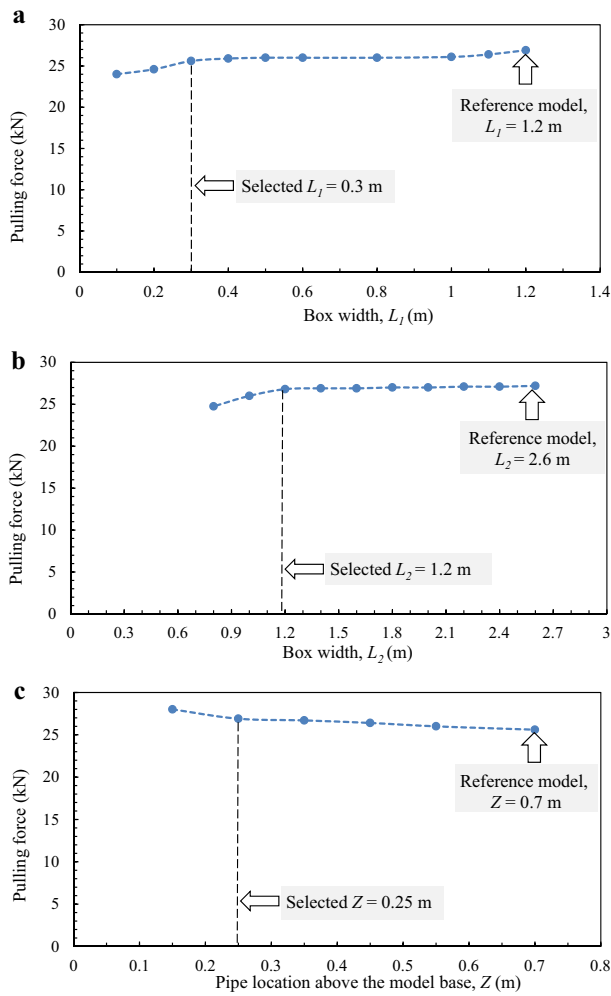 a
30
25
20
15
10
5
0
Pulling force (kN)
Reference model,
L1 = 1.2 m
Selected L1 = 0.3 m
0 0.2 0.4 0.6 0.8 1 1.2 1.4
Box width, L1 (m)
b
30
25
20
15
10
5
0
Pulling force (kN)
Reference model,
L2 = 2.6 m
Selected L2 = 1.2 m
0 0.3 0.6 0.9 1.2 1.5 1.8 2.1 2.4 2.7 3
Box width, L2 (m)
c
30
25
20
15
10
5
0
Pulling force (kN)
Reference model,
Z = 0.7 m
Selected Z = 0.25 m
0 0.1 0.2 0.3 0.4 0.5 0.6 0.7 0.8
Pipe location above the model base, Z (m)